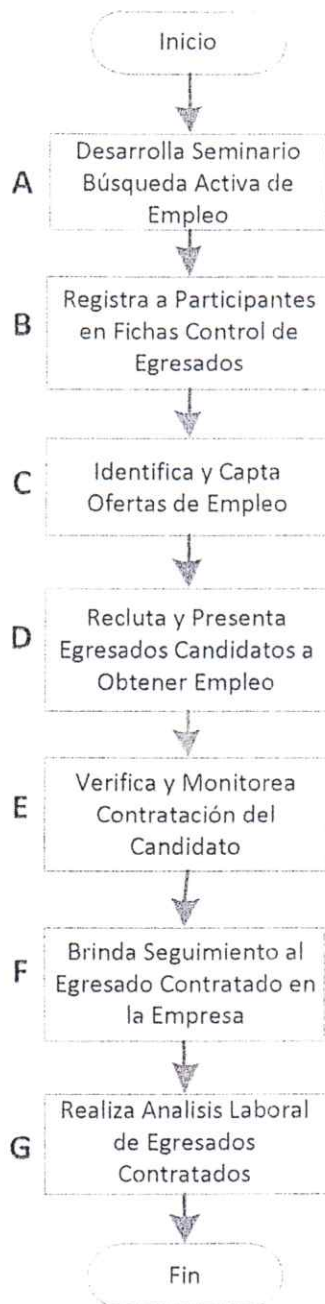 Inicio
A
Desarrolla Seminario
Búsqueda Activa de
Empleo
B
Registra a Participantes
en Fichas Control de
Egresados
C
Identifica y Capta
Ofertas de Empleo
D
Recluta y Presenta
Egresados Candidatos a
Obtener Empleo
E
Verifica y Monitorea
Contratación del
Candidato
F
Brinda Seguimiento al
Egresado Contratado en
la Empresa
G
Realiza Analisis Laboral
de Egresados
Contratados
Fin